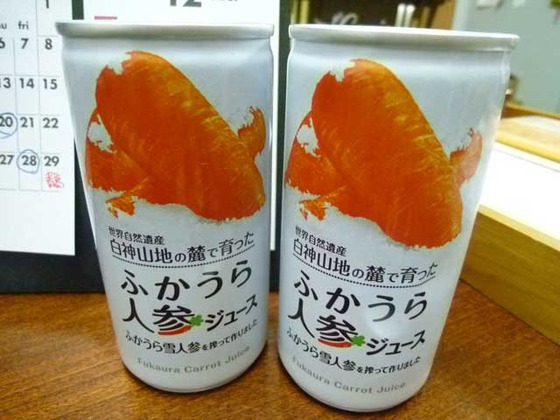 12
1
thu fri
6 7 8
13 14 15
20 21 22
27 28 29
世界自然遺産
白神山地の麓で育った
ふかうら
人参ジュース
ふかうら雪人参を搾って作りました
Fukaura Carrot Juice
世界自然遺産
白神山地の麓で育った
ふかうら
人参ジュース
ふかうら雪人参を搾って作りました
Fukaura Carrot Juice